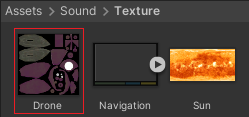 Assets > Sound > Texture
Drone Navigation Sun